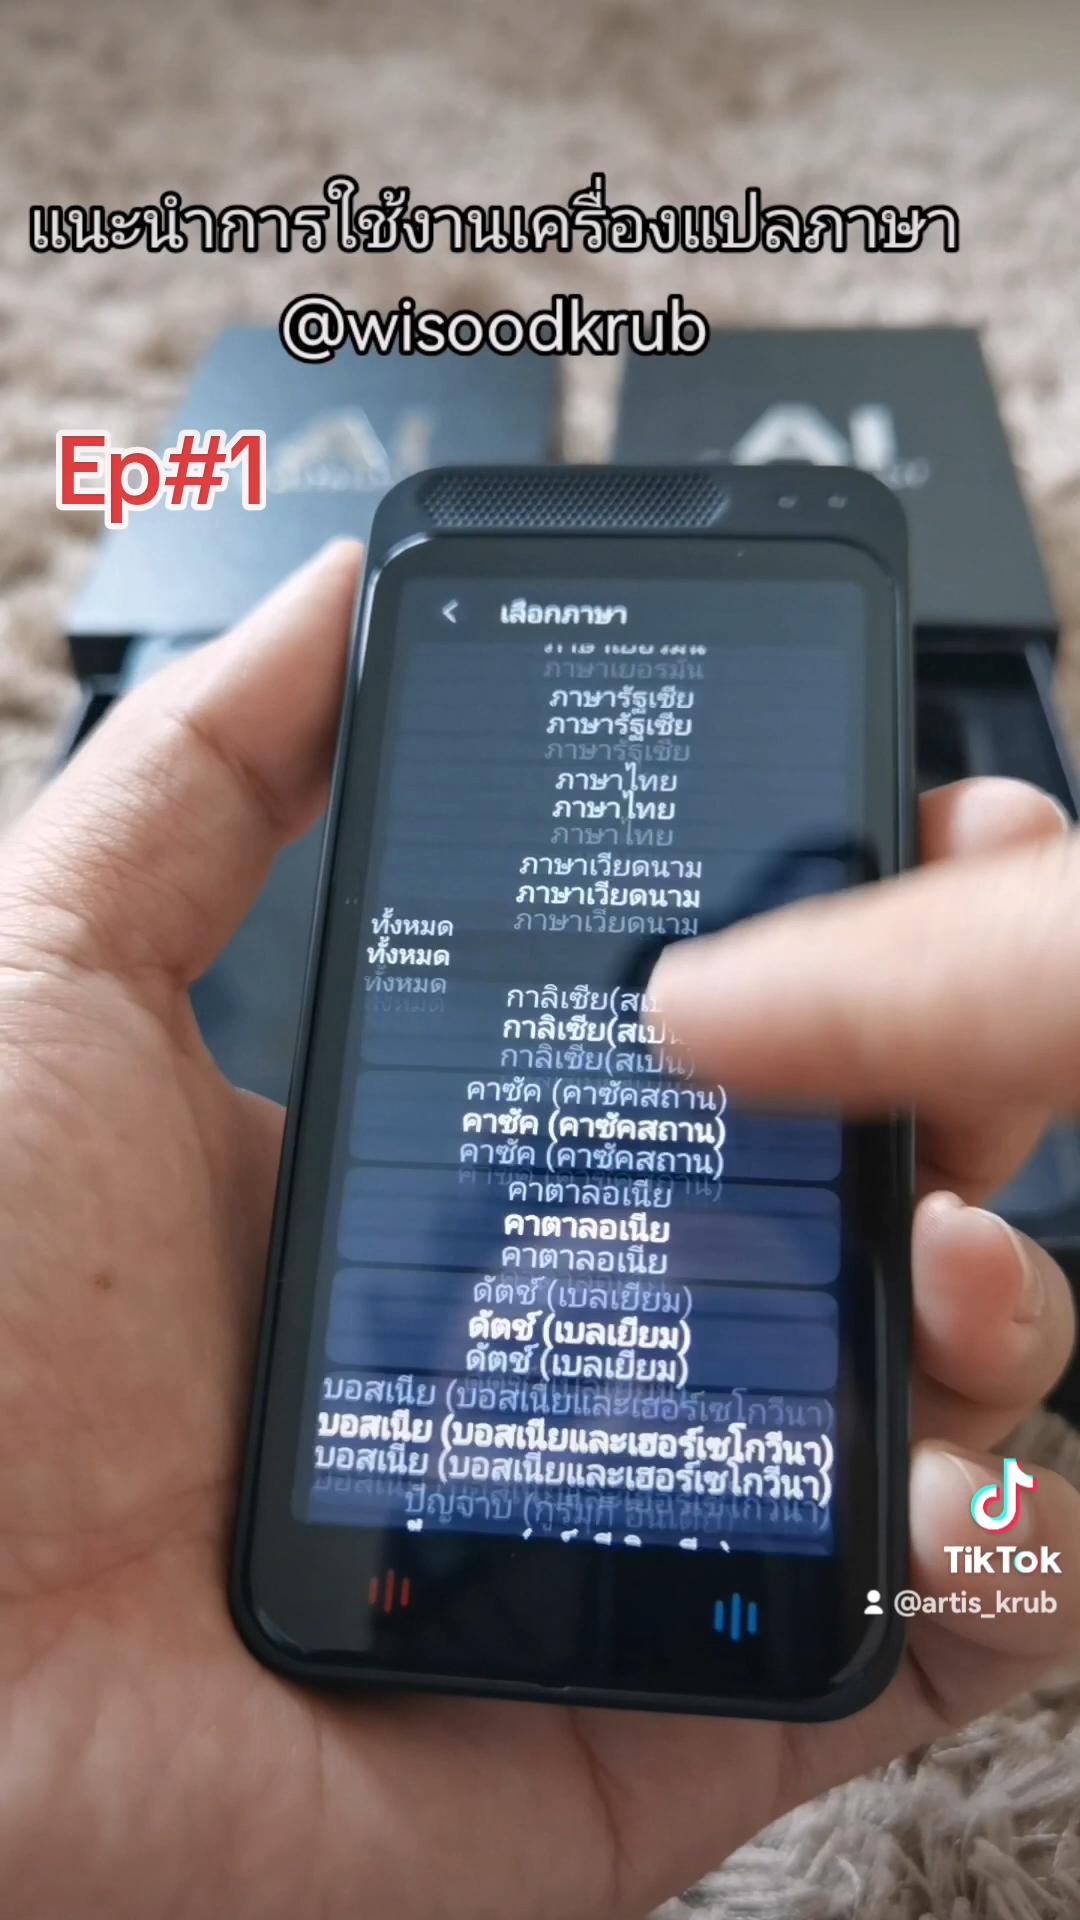 แนะนำการใช้งานเครื่องแปลภาษา
@wisoodkrub
Ep#1
AI
AI
เลือกภาษา
ภาษาเยอรมัน
ภาษารัฐเซีย
ภาษาไทย
ภาษาเวียดนาม
ทั้งหมด
กาลิเซีย(สเปน)
คาซัค (คาซัคสถาน)
คาตาลอเนีย
ดัตช์ (เบลเยียม)
บอสเนีย (บอสเนียและเฮอร์เซโกวีนา)
TikTok
@artis_krub